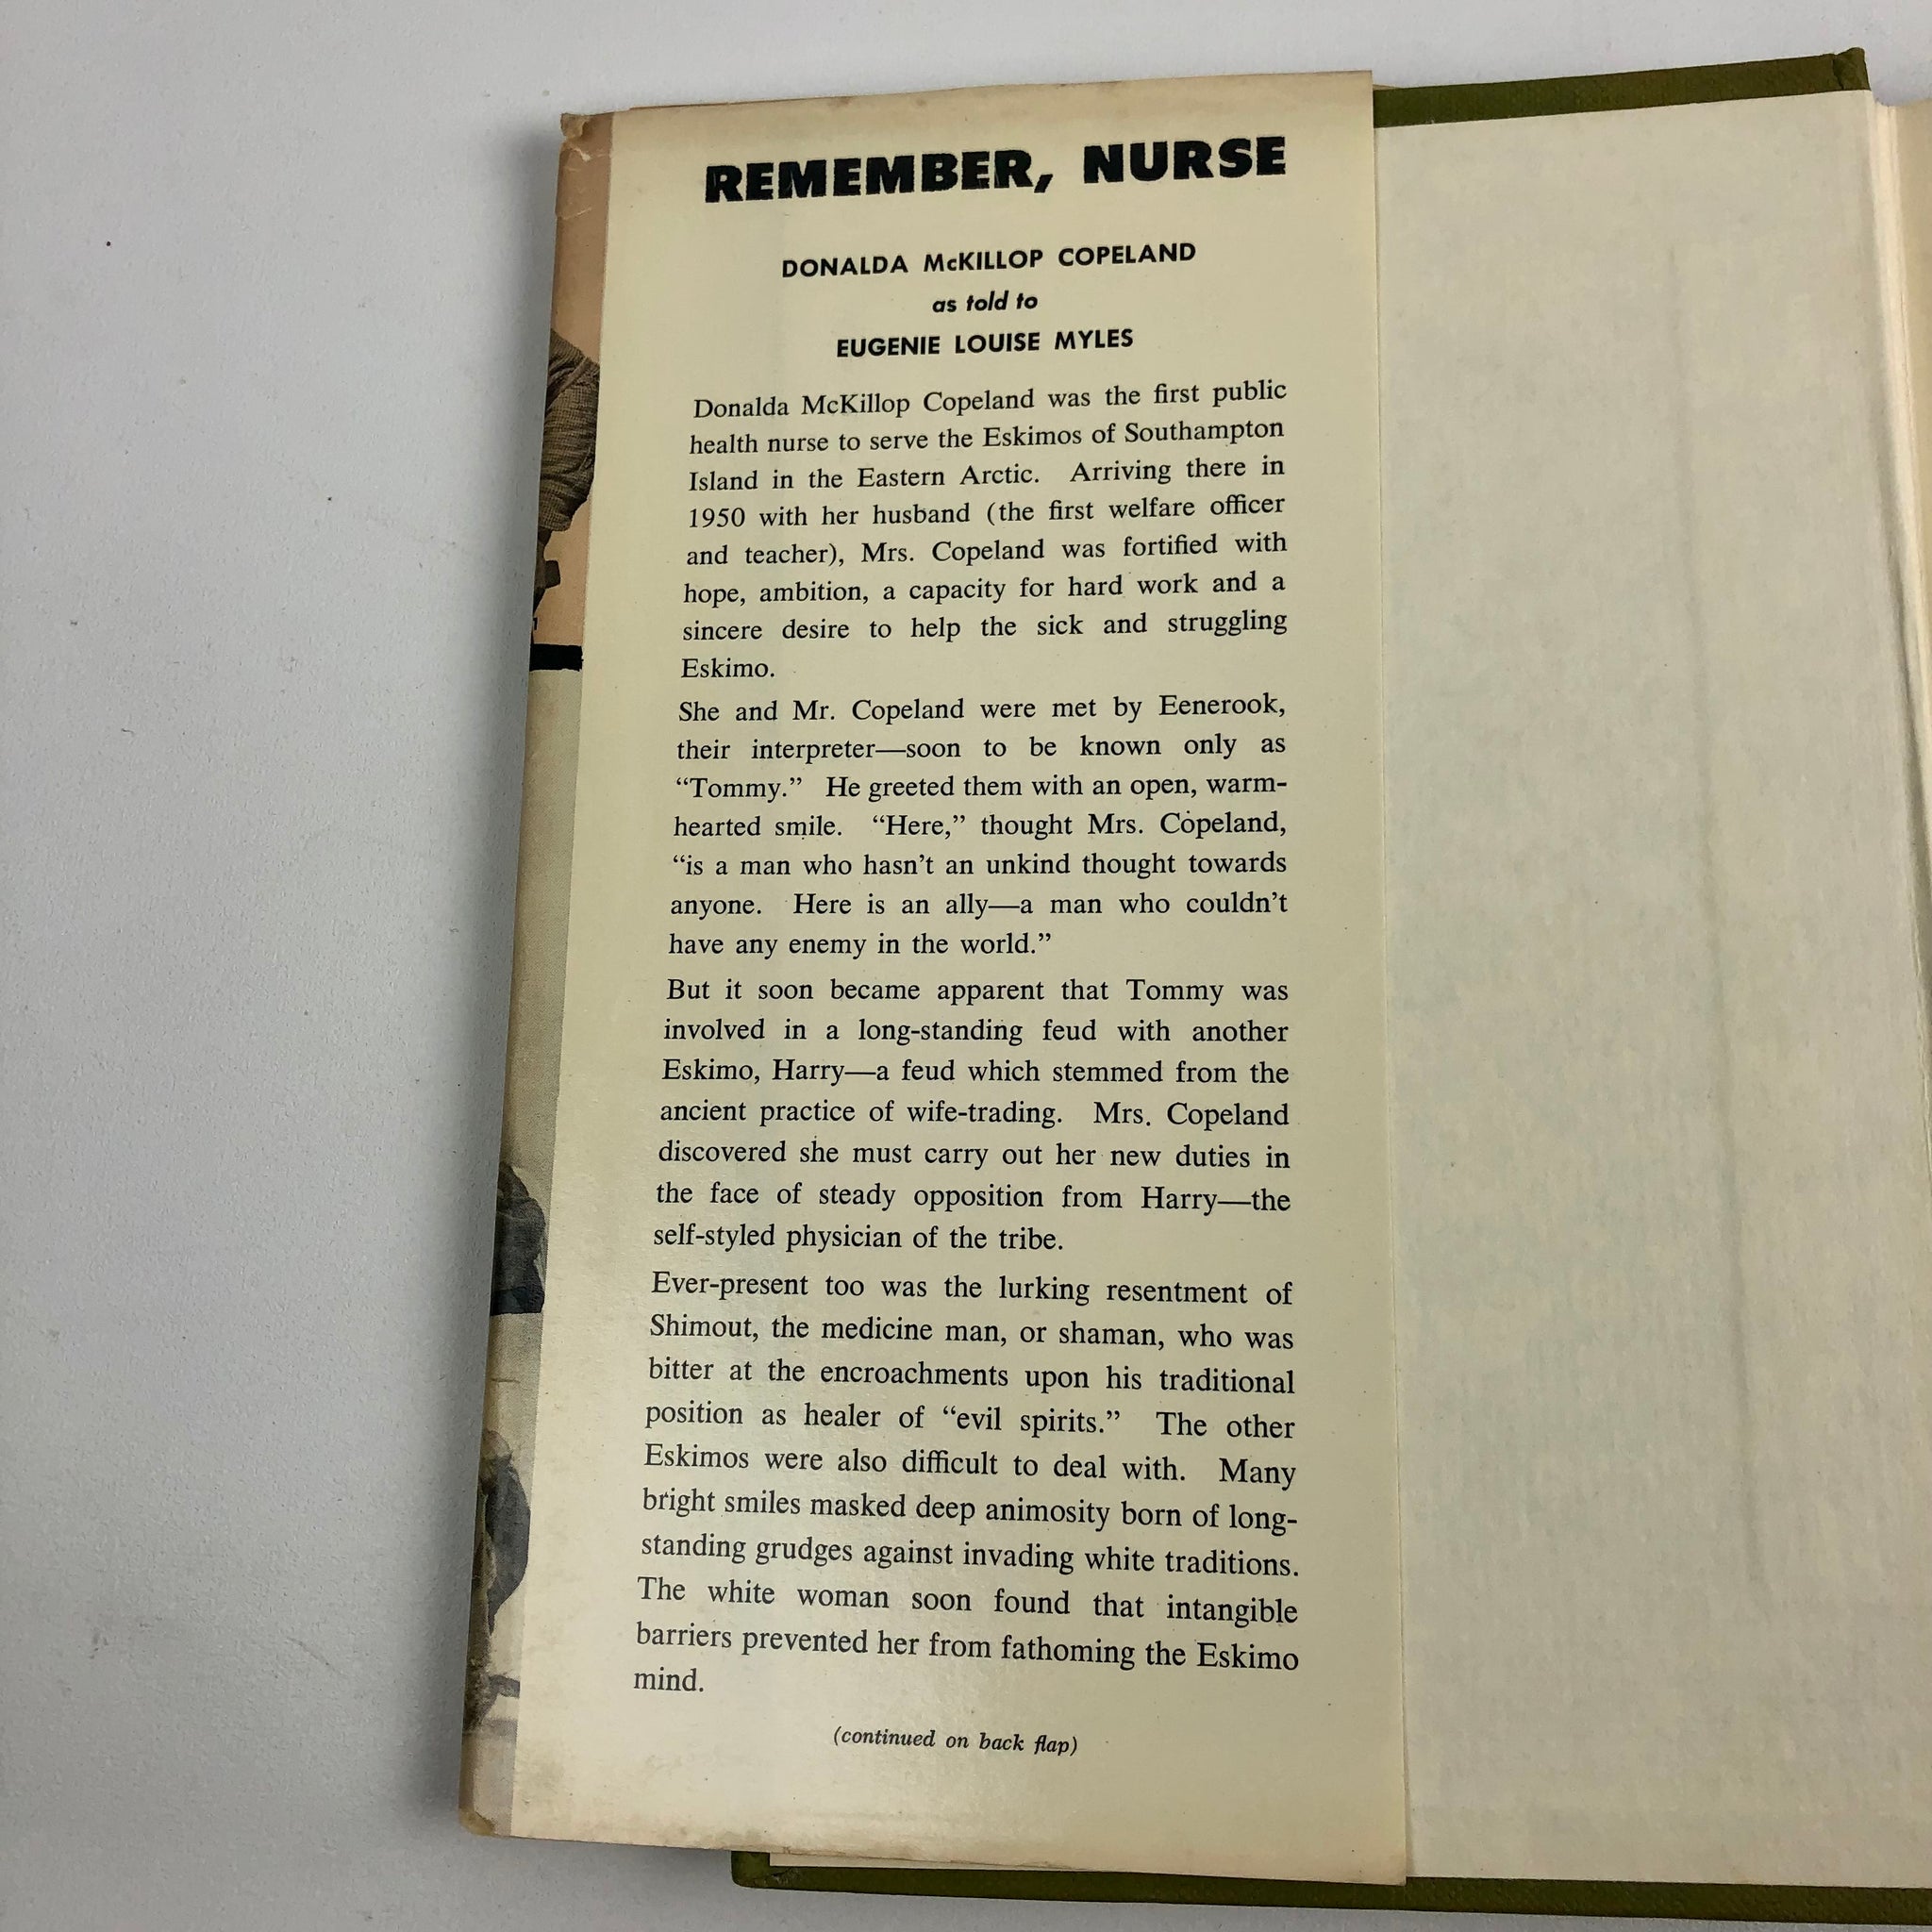 REMEMBER, NURSE
DONALDA McKILLOP COPELAND
as told to
EUGENIE LOUISE MYLES
Donalda McKillop Copeland was the first public
health nurse to serve the Eskimos of Southampton
Island in the Eastern Arctic. Arriving there in
1950 with her husband (the first welfare officer
and teacher), Mrs. Copeland was fortified with
hope, ambition, a capacity for hard work and a
sincere desire to help the sick and struggling
Eskimo.
She and Mr. Copeland were met by Eenerook,
their interpreter—soon to be known only as
“Tommy.” He greeted them with an open, warm-
hearted smile. “Here,” thought Mrs. Copeland,
“is a man who hasn’t an unkind thought towards
anyone. Here is an ally—a man who couldn’t
have any enemy in the world.”
But it soon became apparent that Tommy was
involved in a long-standing feud with another
Eskimo, Harry—a feud which stemmed from the
ancient practice of wife-trading. Mrs. Copeland
discovered she must carry out her new duties in
the face of steady opposition from Harry—the
self-styled physician of the tribe.
Ever-present too was the lurking resentment of
Shimout, the medicine man, or shaman, who was
bitter at the encroachments upon his traditional
position as healer of “evil spirits.” The other
Eskimos were also difficult to deal with. Many
bright smiles masked deep animosity born of long-
standing grudges against invading white traditions.
The white woman soon found that intangible
barriers prevented her from fathoming the Eskimo
mind.
(continued on back flap)